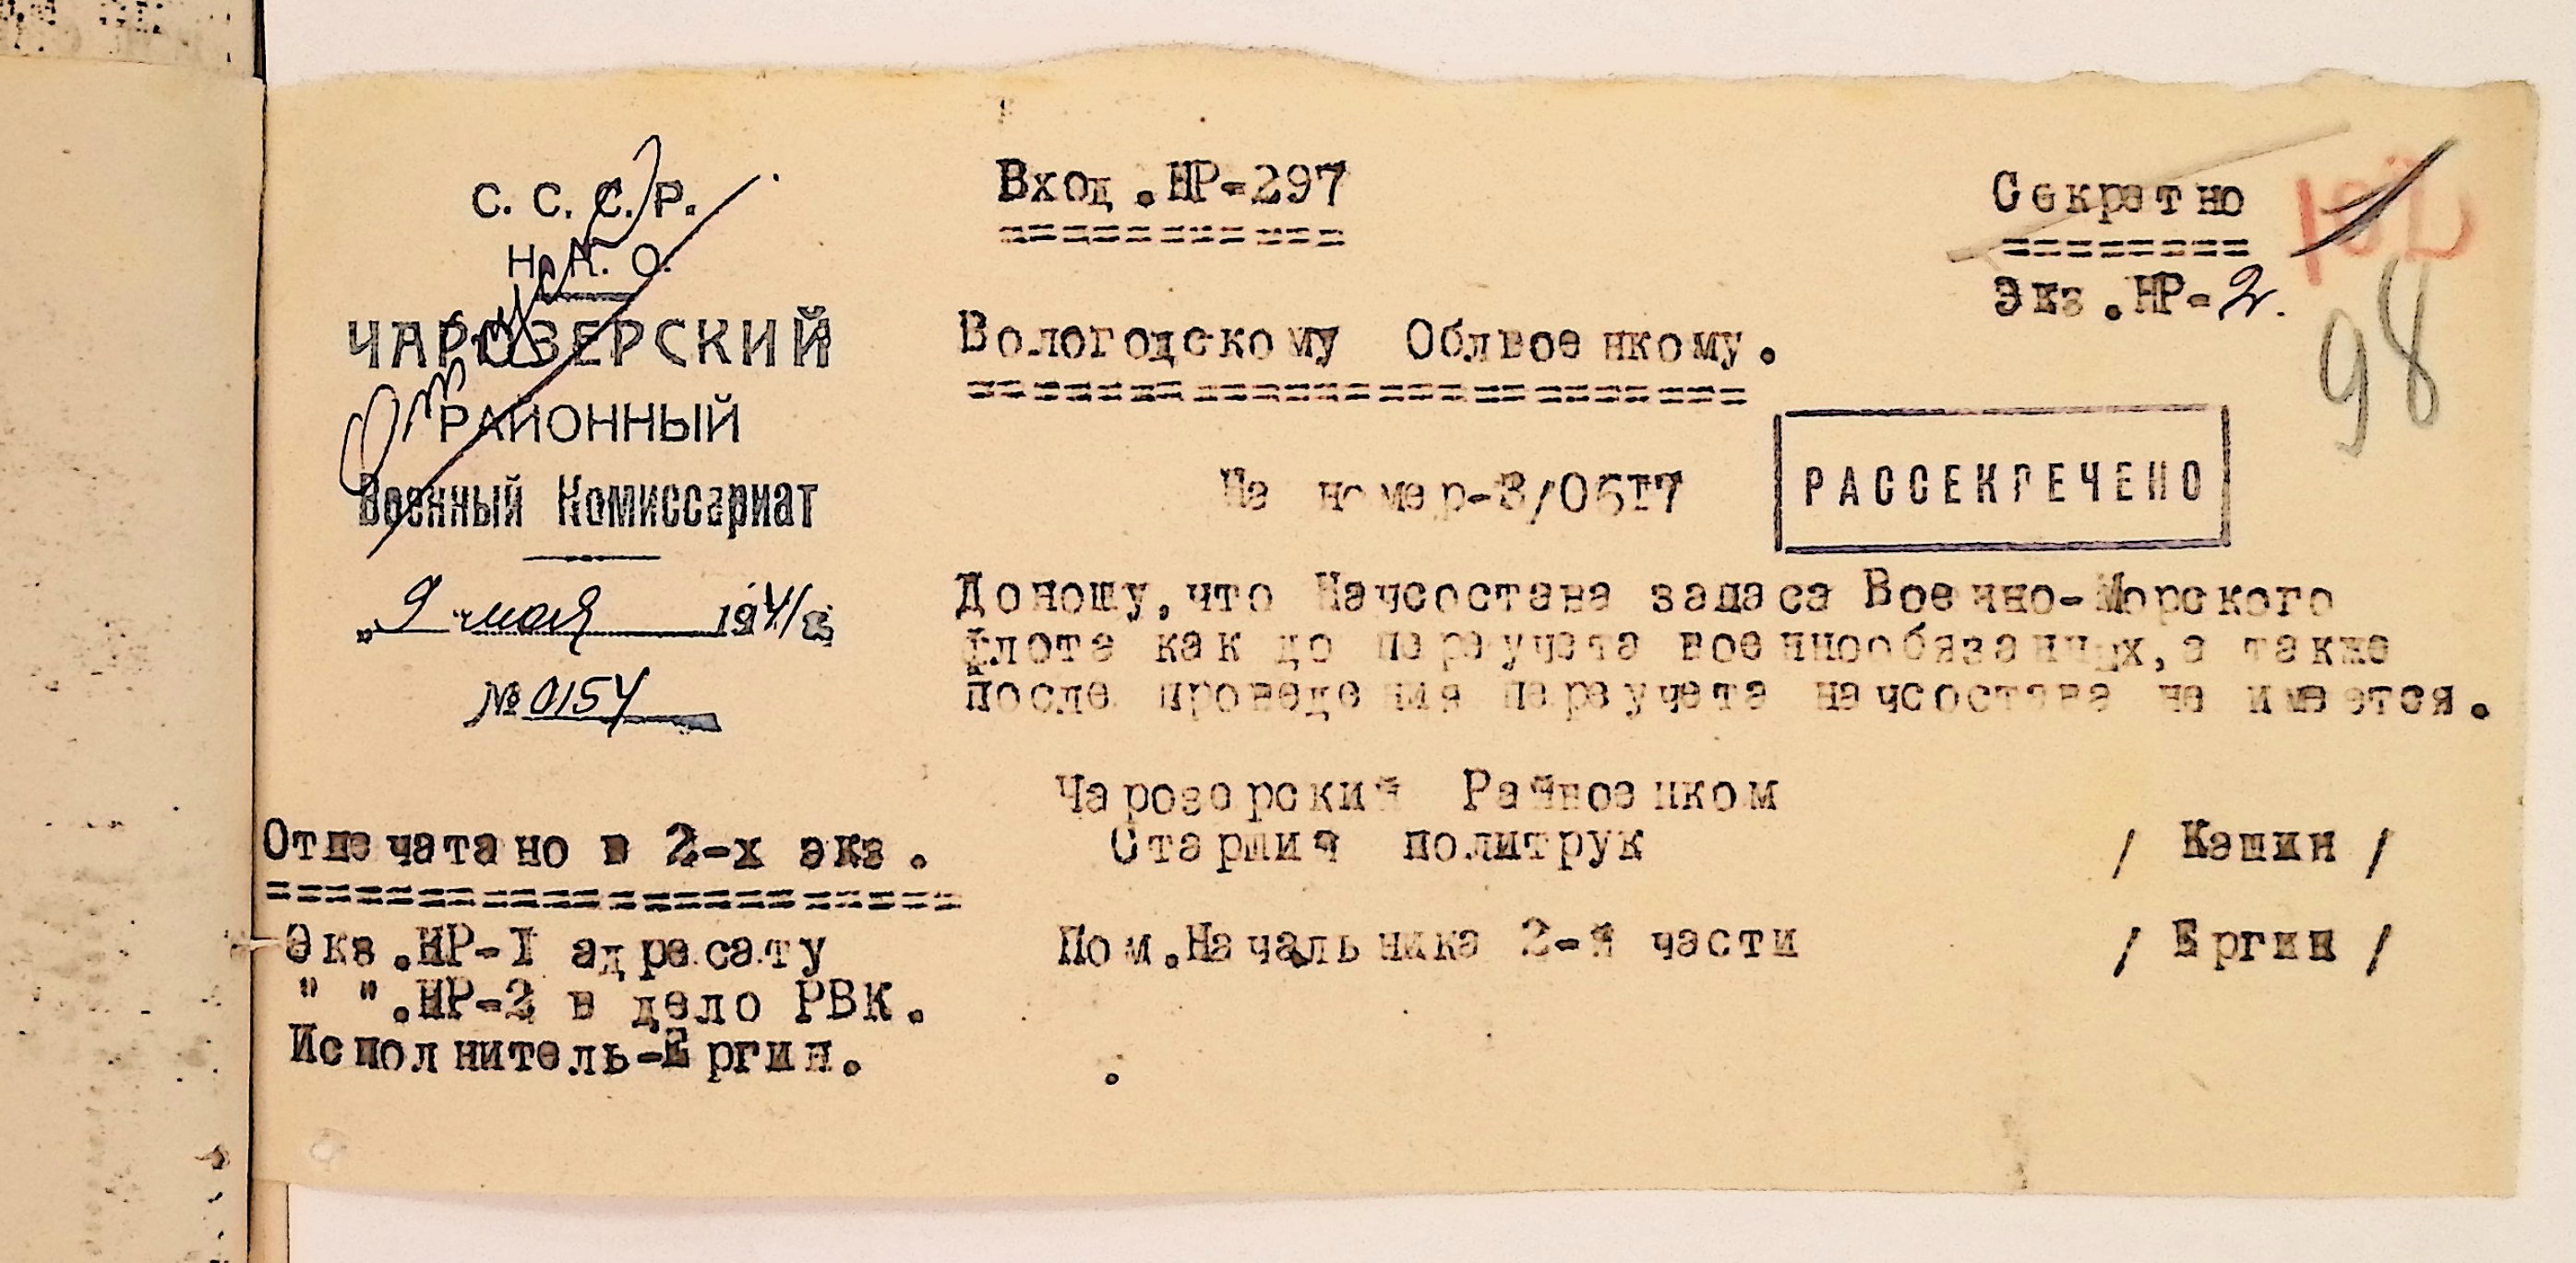 С. С. С. Р.
Н. К. О.
ЧАРОЗЕРСКИЙ
РАЙОННЫЙ
Военный Комиссариат
„9" мая 1941 г.
№ 0154
Вход.НР-297
Секретно
Экз.НР-2.
98
Вологодскому Облвоенкому.
На номер-3/0617
РАССЕКРЕЧЕНО
Доношу,что Начсостава запаса Военно-Морского
флота как до переучета военнообязанных,а также
после проведения переучета начсостава не имеется.
Чарозерский Райвоенком
Старший политрук / Кашин /
Пом.Начальника 2-й части / Ергин /
Отпечатано в 2-х экз.
Экз.НР-I адресату
" ".НР-2 в дело РВК.
Исполнитель-Ергин.